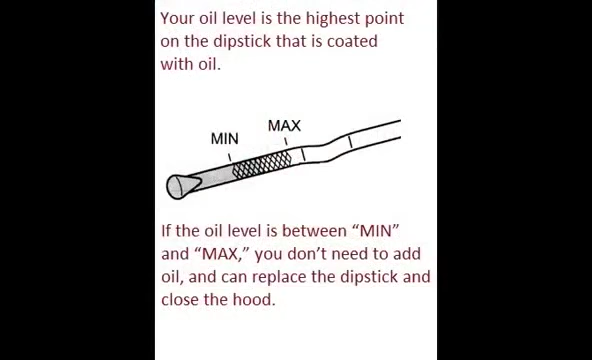 Your oil level is the highest point
on the dipstick that is coated
with oil.
MAX
MIN
If the oil level is between “MIN”
and “MAX,” you don’t need to add
oil, and can replace the dipstick and
close the hood.